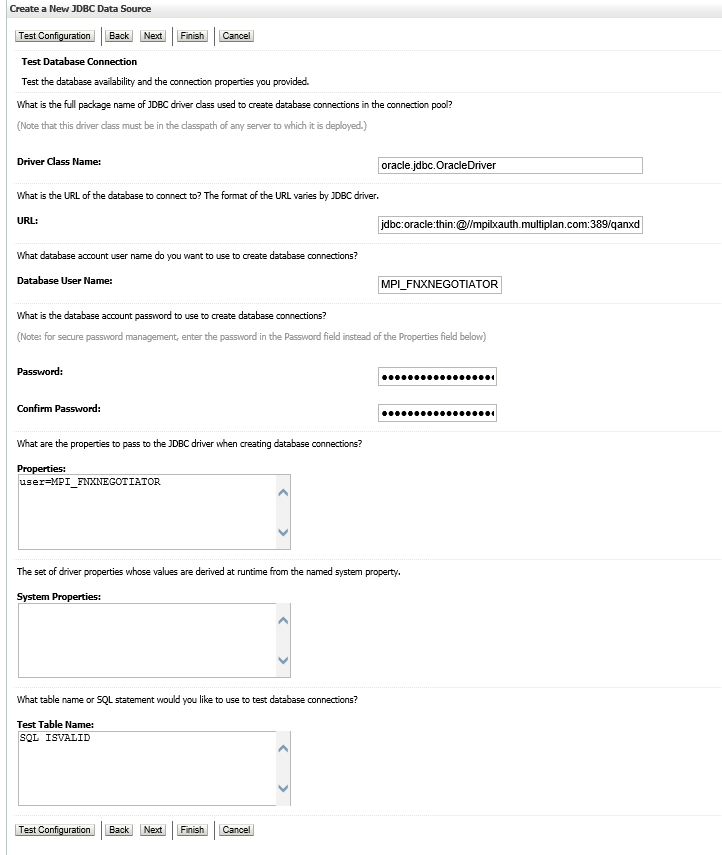 Create a New JDBC Data Source
Test Configuration Back Next Finish Cancel
Test Database Connection
Test the database availability and the connection properties you provided.
What is the full package name of JDBC driver class used to create database connections in the connection pool?
(Note that this driver class must be in the classpath of any server to which it is deployed.)
Driver Class Name: oracle.jdbc.OracleDriver
What is the URL of the database to connect to? The format of the URL varies by JDBC driver.
URL: jdbc:oracle:thin:@//mpilxauth.multiplan.com:389/qanxd
What database account user name do you want to use to create database connections?
Database User Name: MPI_FNXNEGOTIATOR
What is the database account password to use to create database connections?
(Note: for secure password management, enter the password in the Password field instead of the Properties field below)
Password: ●●●●●●●●●●●●●●●●●●
Confirm Password: ●●●●●●●●●●●●●●●●●●
What are the properties to pass to the JDBC driver when creating database connections?
Properties:
user=MPI_FNXNEGOTIATOR
The set of driver properties whose values are derived at runtime from the named system property.
System Properties:
What table name or SQL statement would you like to use to test database connections?
Test Table Name:
SQL ISVALID
Test Configuration Back Next Finish Cancel